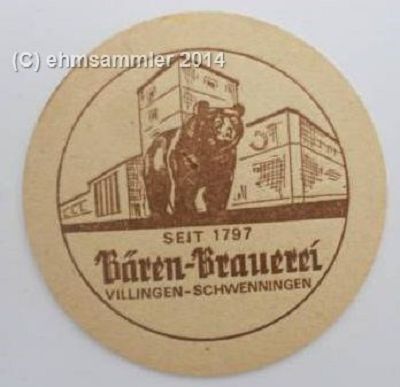 (C) ehmsammler 2014
SEIT 1797
Bären-Brauerei
VILLINGEN-SCHWENNINGEN